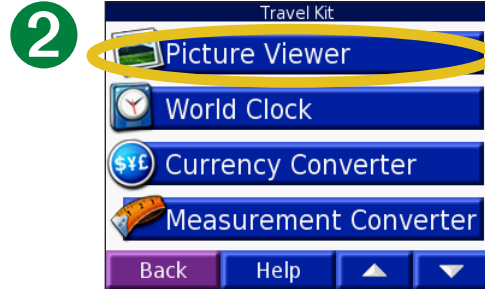 2
Travel Kit
Picture Viewer
World Clock
$¥£
Currency Converter
Measurement Converter
Back
Help